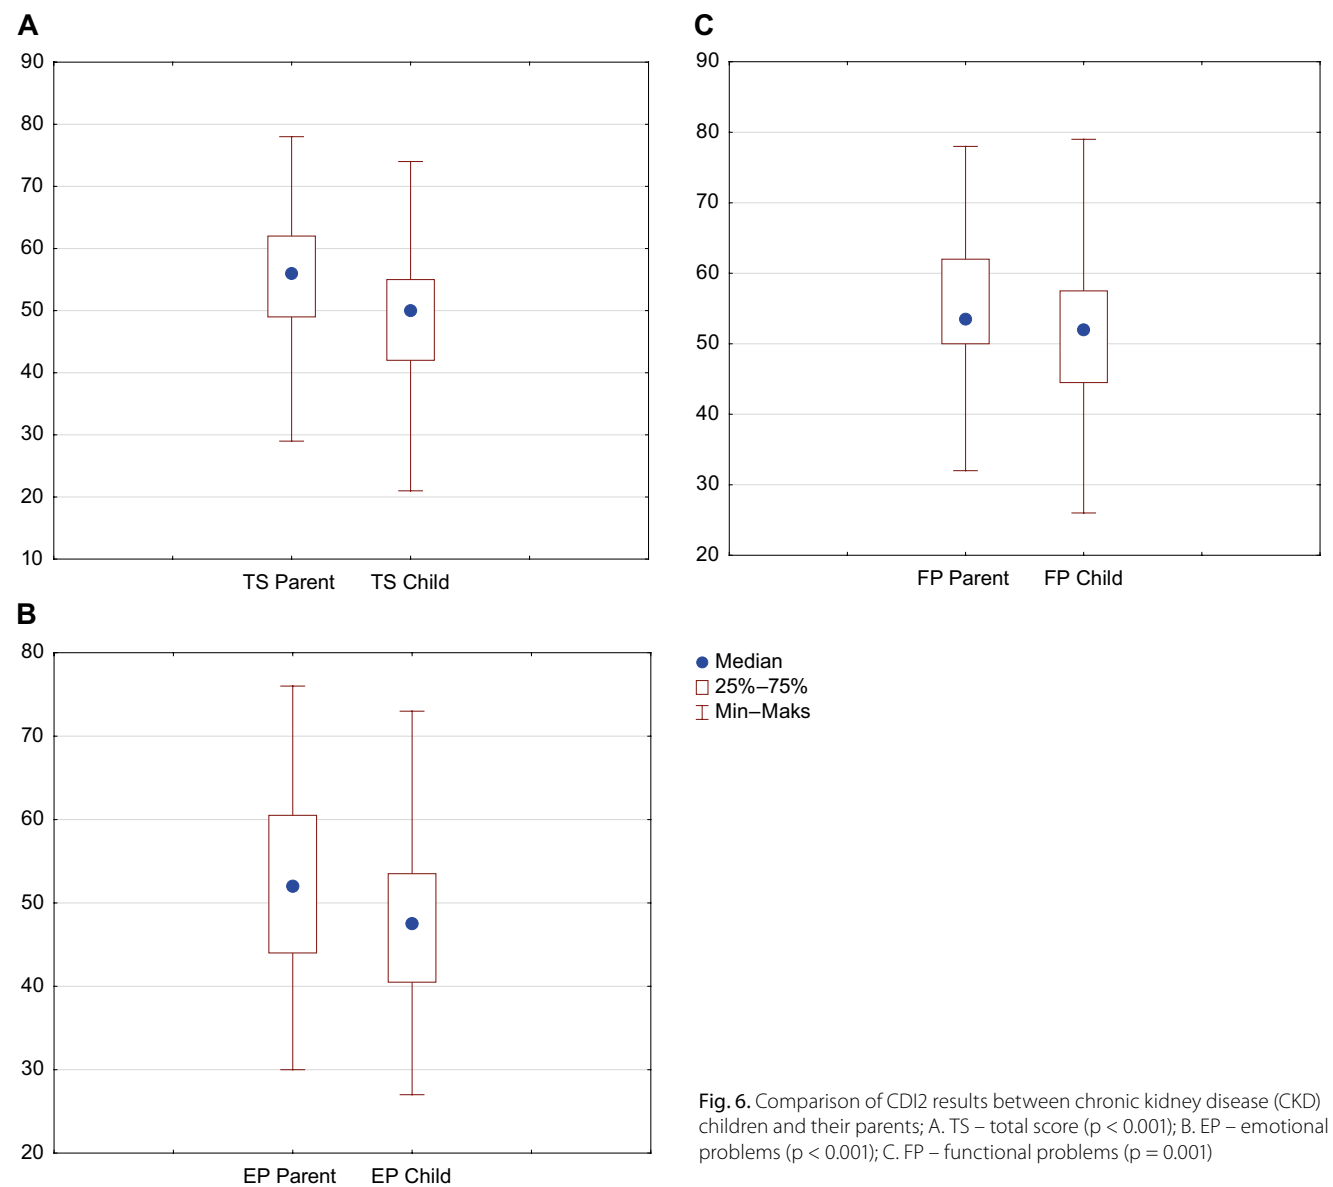 A
90
80
70
60
50
40
30
20
10
TS Parent TS Child
B
80
70
60
50
40
30
20
EP Parent EP Child
C
90
80
70
60
50
40
30
20
FP Parent FP Child
Median
25%–75%
Min–Maks
Fig. 6. Comparison of CDI2 results between chronic kidney disease (CKD)
children and their parents; A. TS – total score (p < 0.001); B. EP – emotional
problems (p < 0.001); C. FP – functional problems (p = 0.001)